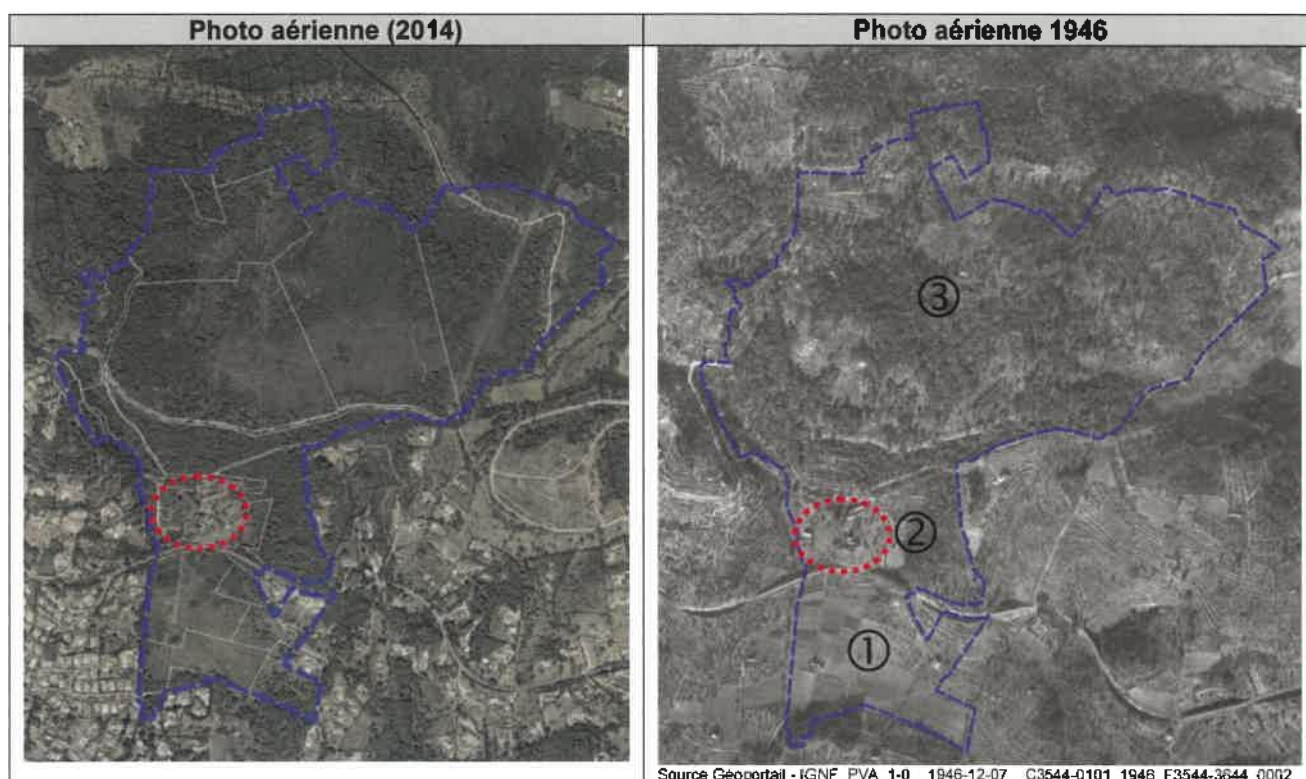 Photo aérienne (2014)
Photo aérienne 1946
③
②
①
Source Géoportail - IGNF_PVA_1-0__1946-12-07__C3544-0101_1946_F3544-3644_0002